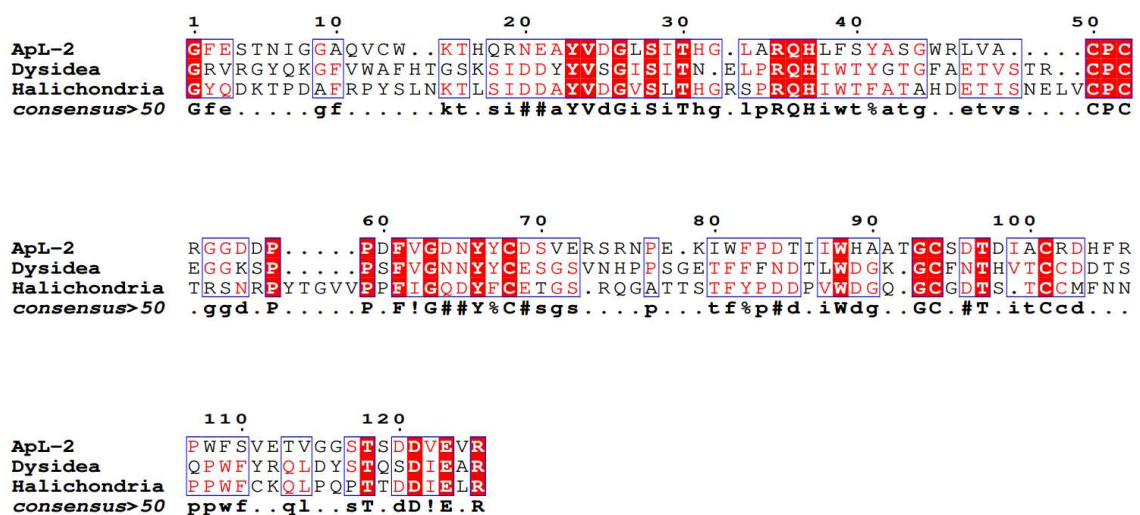 1 10 20 30 40 50
ApL-2 GFESTNIGGAQVCW..KTHQRNEAYVDGLSITHG.LARQHLFSYASGWRLVA....CPC
Dysidea GRVRGYQKGFVWAFHTGSKSIDDYYVSGISITN.ELPRQHIWTYGTGFAETVSTR..CPC
Halichondria GYQDKTPDAFRPYSLNKTLSIDDAYVDGVSLTHGRSPRQHIWTFATAHDETISNELVCPC
consensus>50 Gfe.....gf......kt.si##aYVdGiSiThg.lpRQHiwt%atg..etvs....CPC
60 70 80 90 100
ApL-2 RGGDDP.....PDFVGDNYYCDSVERSRNPE.KIWFPDTIIWHAATGCSDTDIACRDHFR
Dysidea EGGKSP.....PSFVGNNYYCESGSVNHPPSGETFFFNDTLWDGK.GCFNTHVTCCDDTS
Halichondria TRSNRPYTGVVPPFIGQDYFCETGS.RQGATTSTFYPDDPVWDGQ.GCGDTS.TCCMFNN
consensus>50 .ggd.P.....P.F!G##Y%C#sgs...p...tf%p#d.iWdg..GC.#T.itCcd...
110 120
ApL-2 PWFSVETVGGSTSDDVEVR
Dysidea QPWFYRQLDYSTQSDIEAR
Halichondria PPWFCKQLPQPTTDDIELR
consensus>50 ppwf..ql..sT.dD!E.R